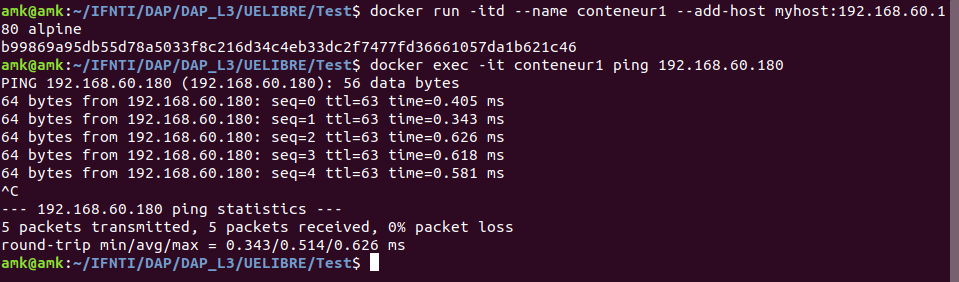 amk@amk:~/IFNTI/DAP/DAP_L3/UELIBRE/Test$ docker run -itd --name conteneur1 --add-host myhost:192.168.60.1
80 alpine
b99869a95db55d78a5033f8c216d34c4eb33dc2f7477fd36661057da1b621c46
amk@amk:~/IFNTI/DAP/DAP_L3/UELIBRE/Test$ docker exec -it conteneur1 ping 192.168.60.180
PING 192.168.60.180 (192.168.60.180): 56 data bytes
64 bytes from 192.168.60.180: seq=0 ttl=63 time=0.405 ms
64 bytes from 192.168.60.180: seq=1 ttl=63 time=0.343 ms
64 bytes from 192.168.60.180: seq=2 ttl=63 time=0.626 ms
64 bytes from 192.168.60.180: seq=3 ttl=63 time=0.618 ms
64 bytes from 192.168.60.180: seq=4 ttl=63 time=0.581 ms
^C
--- 192.168.60.180 ping statistics ---
5 packets transmitted, 5 packets received, 0% packet loss
round-trip min/avg/max = 0.343/0.514/0.626 ms
amk@amk:~/IFNTI/DAP/DAP_L3/UELIBRE/Test$